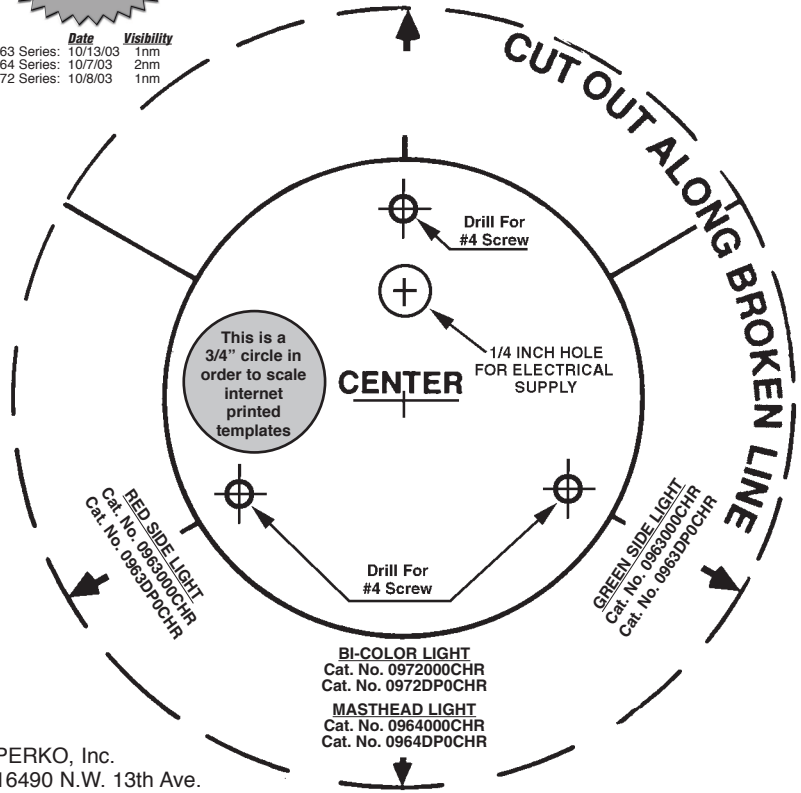 Date Visibility
63 Series: 10/13/03 1nm
64 Series: 10/7/03 2nm
72 Series: 10/8/03 1nm
CUT OUT ALONG BROKEN LINE
Drill For
#4 Screw
1/4 INCH HOLE
FOR ELECTRICAL
SUPPLY
This is a
3/4” circle in
order to scale
internet
printed
templates
CENTER
RED SIDE LIGHT
Cat. No. 0963000CHR
Cat. No. 0963DP0CHR
GREEN SIDE LIGHT
Cat. No. 0963000CHR
Cat. No. 0963DP0CHR
Drill For
#4 Screw
BI-COLOR LIGHT
Cat. No. 0972000CHR
Cat. No. 0972DP0CHR
MASTHEAD LIGHT
Cat. No. 0964000CHR
Cat. No. 0964DP0CHR
PERKO, Inc.
16490 N.W. 13th Ave.